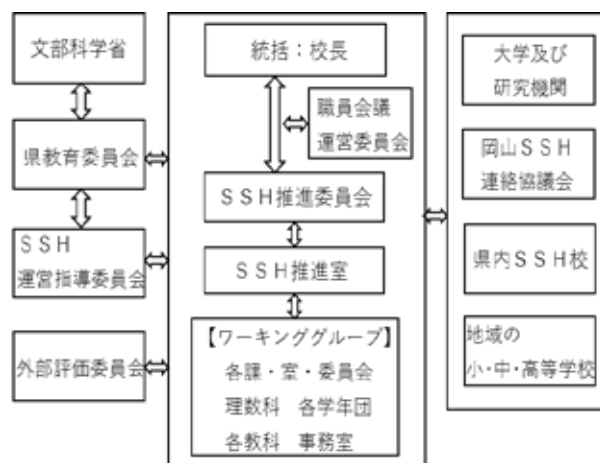 文部科学省
県教育委員会
ＳＳＨ
運営指導委員会
外部評価委員会
統括：校長
職員会議
運営委員会
ＳＳＨ推進委員会
ＳＳＨ推進室
【ワーキンググループ】
各課・室・委員会
理数科　各学年団
各教科　事務室
大学及び
研究機関
岡山ＳＳＨ
連絡協議会
県内ＳＳＨ校
地域の
小・中・高等学校